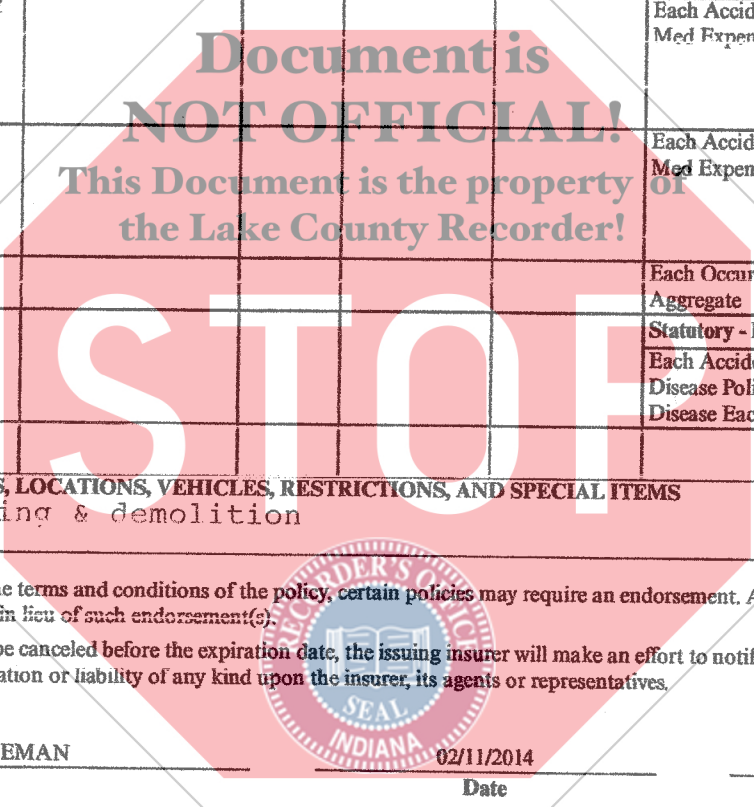 Each Accid
Med Expen
Document is
NOT OFFICIAL!
This Document is the property of
the Lake County Recorder!
Each Accid
Med Expen
Each Occur
Aggregate
Statutory -
Each Accide
Disease Poli
Disease Eac
STOP
S, LOCATIONS, VEHICLES, RESTRICTIONS, AND SPECIAL ITEMS
ing & demolition
e terms and conditions of the policy, certain policies may require an endorsement. A
in lieu of such endorsement(s).
be canceled before the expiration date, the issuing insurer will make an effort to notif
ation or liability of any kind upon the insurer, its agents or representatives.
RECORDER'S OFFICE
SEAL
INDIANA
EMAN
02/11/2014
Date